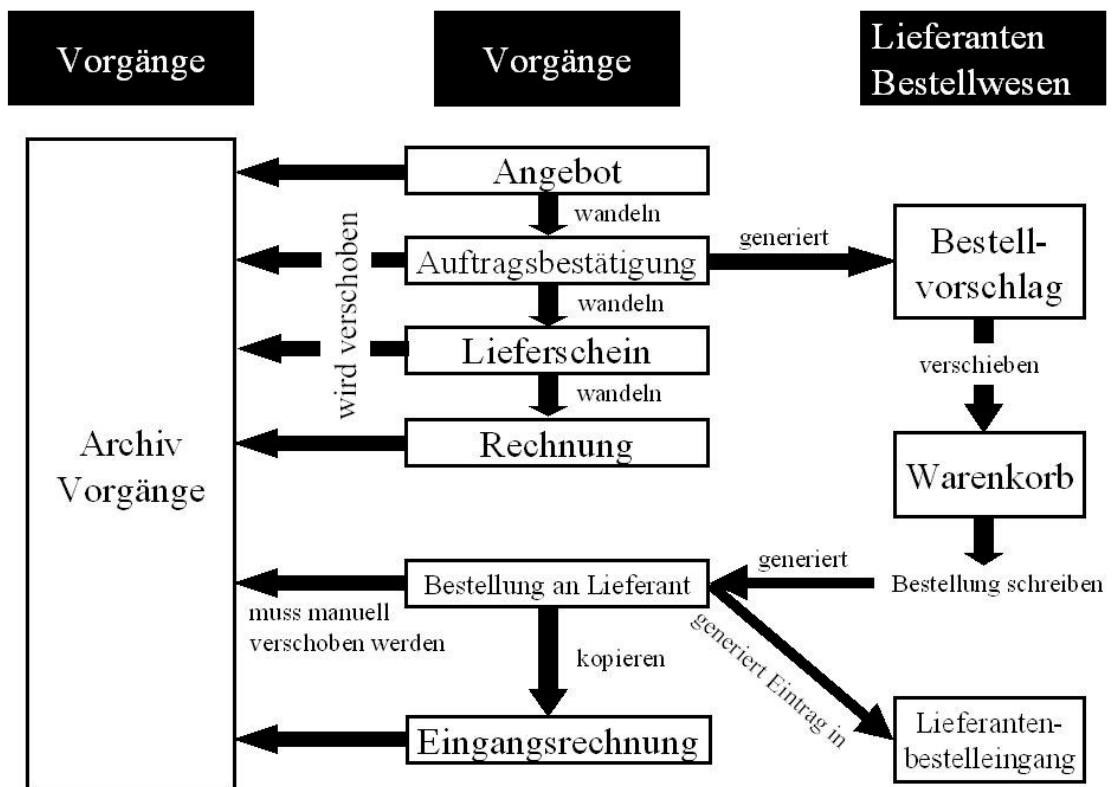 Vorgänge
Vorgänge
Lieferanten
Bestellwesen
Angebot
wandeln
generiert
Auftragsbestätigung
Bestell-
vorschlag
wandeln
wird verschoben
Lieferschein
verschieben
wandeln
Rechnung
Archiv
Vorgänge
Warenkorb
generiert
Bestellung an Lieferant
Bestellung schreiben
muss manuell
verschoben werden
kopieren
generiert Eintrag in
Eingangsrechnung
Lieferanten-
bestelleingang